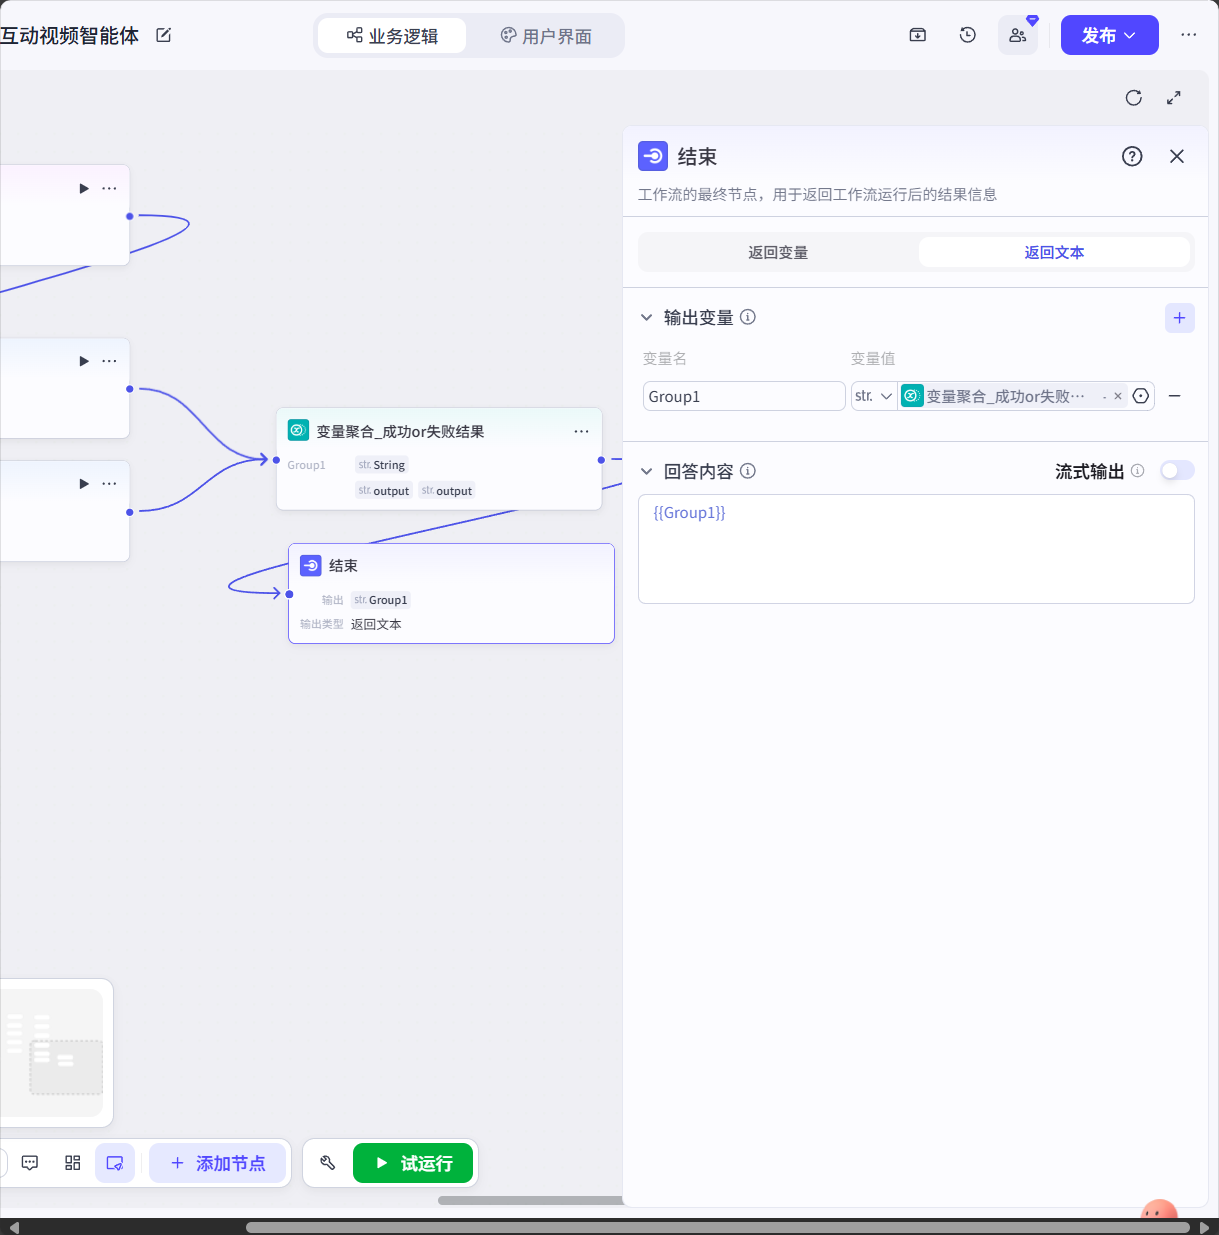 互动视频智能体
业务逻辑
用户界面
发布
结束
工作流的最终节点，用于返回工作流运行后的结果信息
返回变量
返回文本
输出变量
变量名
变量值
Group1
str.
变量聚合_成功or失败···
回答内容
流式输出
{{Group1}}
变量聚合_成功or失败结果
Group1
str. String
str. output
str. output
结束
输出
str. Group1
输出类型
返回文本
添加节点
试运行